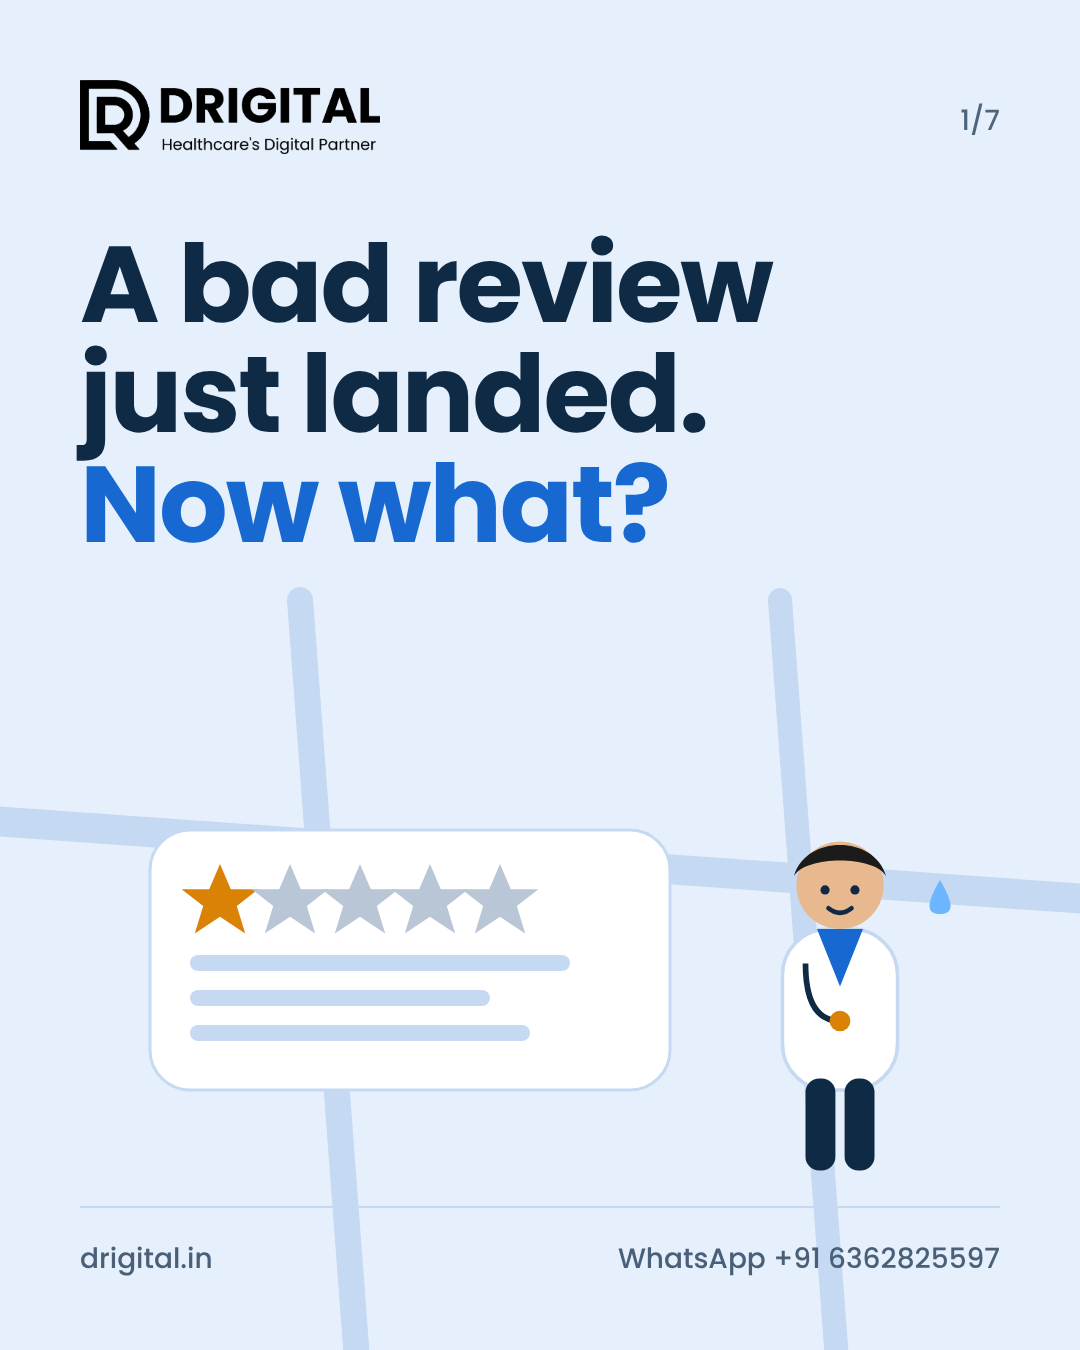 DRIGITAL
Healthcare's Digital Partner
1/7
A bad review
just landed.
Now what?
drigital.in
WhatsApp +91 6362825597